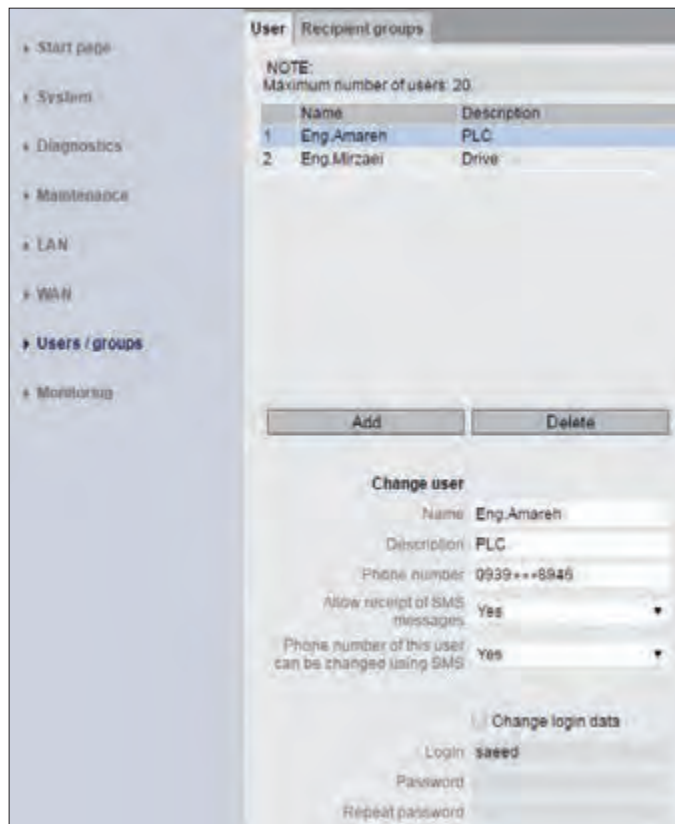 Start page
System
Diagnostics
Maintenance
LAN
WAN
Users / groups
Monitoring
User Recipient groups
NOTE:
Maximum number of users: 20.
Name Description
1 Eng.Amareh PLC
2 Eng.Mirzaei Drive
Add Delete
Change user
Name Eng.Amareh
Description PLC
Phone number 0939***8946
Allow receipt of SMS
messages Yes
Phone number of this user
can be changed using SMS Yes
Change login data
Login saeed
Password
Repeat password